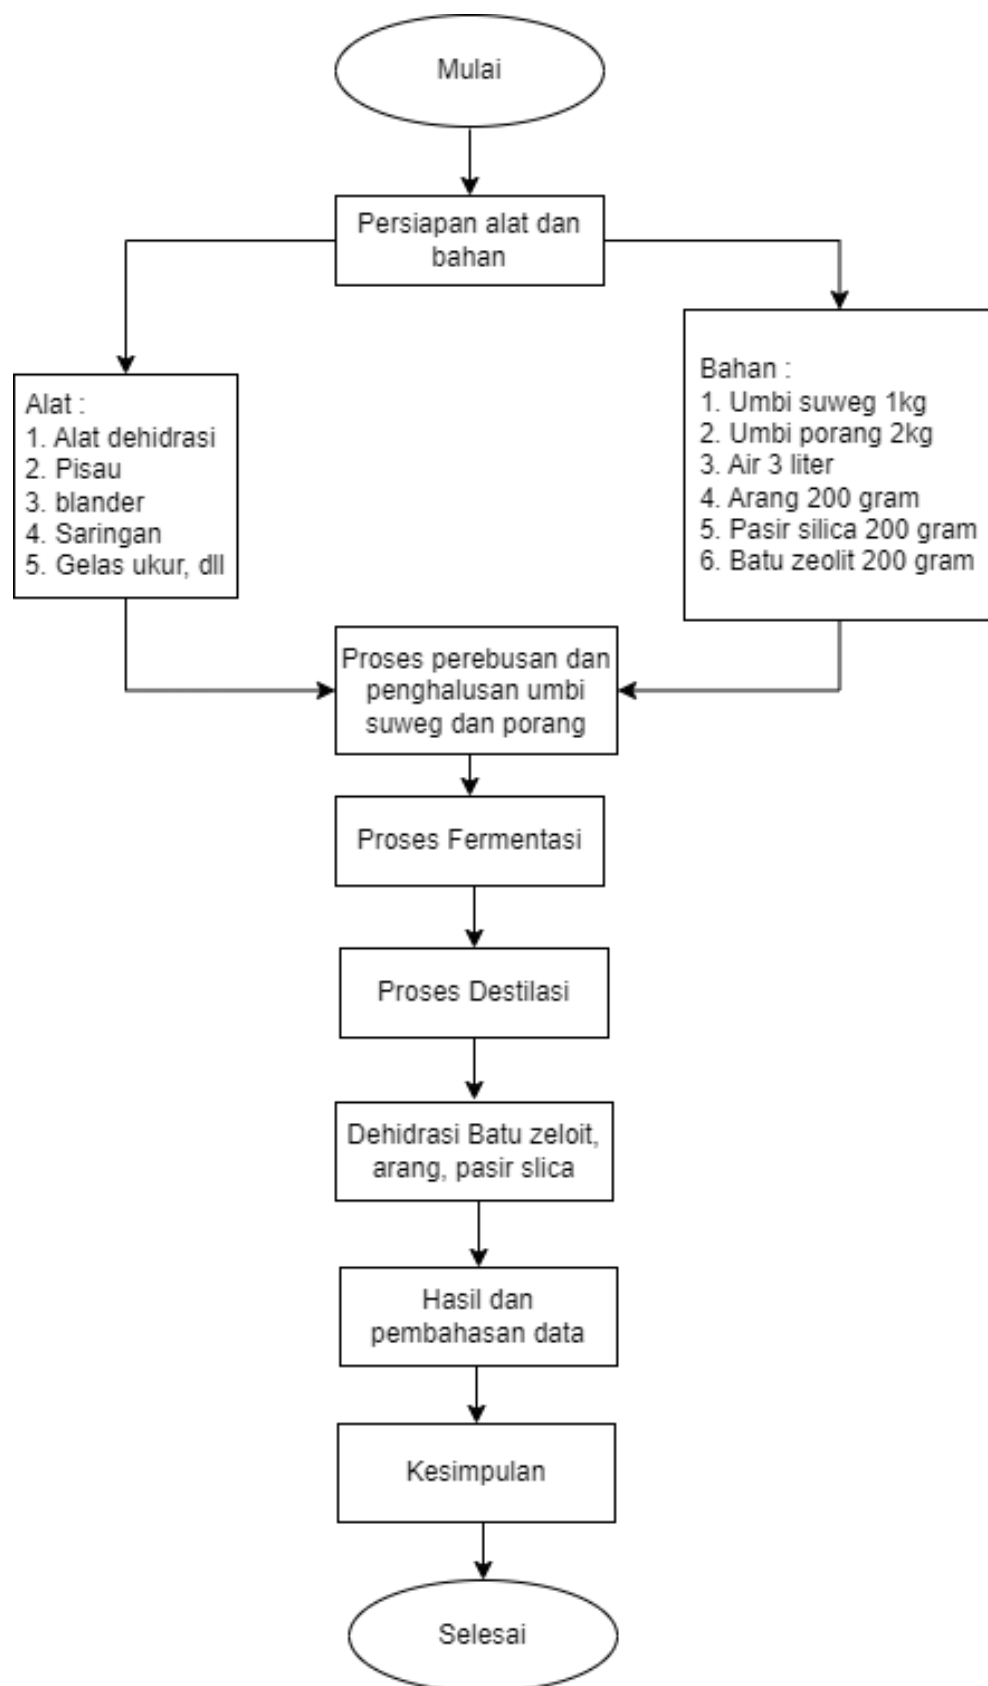 Mulai
Persiapan alat dan
bahan
Alat :
1. Alat dehidrasi
2. Pisau
3. blander
4. Saringan
5. Gelas ukur, dll
Bahan :
1. Umbi suweg 1kg
2. Umbi porang 2kg
3. Air 3 liter
4. Arang 200 gram
5. Pasir silica 200 gram
6. Batu zeolit 200 gram
Proses perebusan dan
penghalusan umbi
suweg dan porang
Proses Fermentasi
Proses Destilasi
Dehidrasi Batu zeloit,
arang, pasir slica
Hasil dan
pembahasan data
Kesimpulan
Selesai